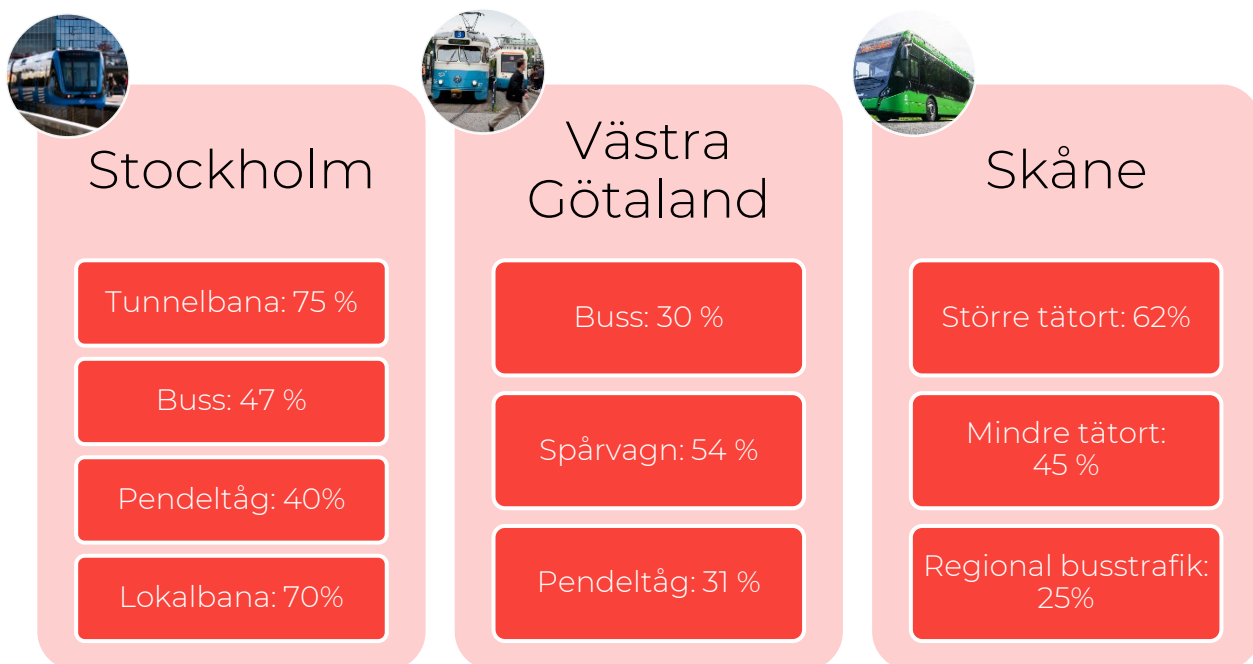 Stockholm
Tunnelbana: 75 %
Buss: 47 %
Pendeltåg: 40%
Lokalbana: 70%
Västra
Götaland
Buss: 30 %
Spårvagn: 54 %
Pendeltåg: 31 %
Skåne
Större tätort: 62%
Mindre tätort:
45 %
Regional busstrafik:
25%